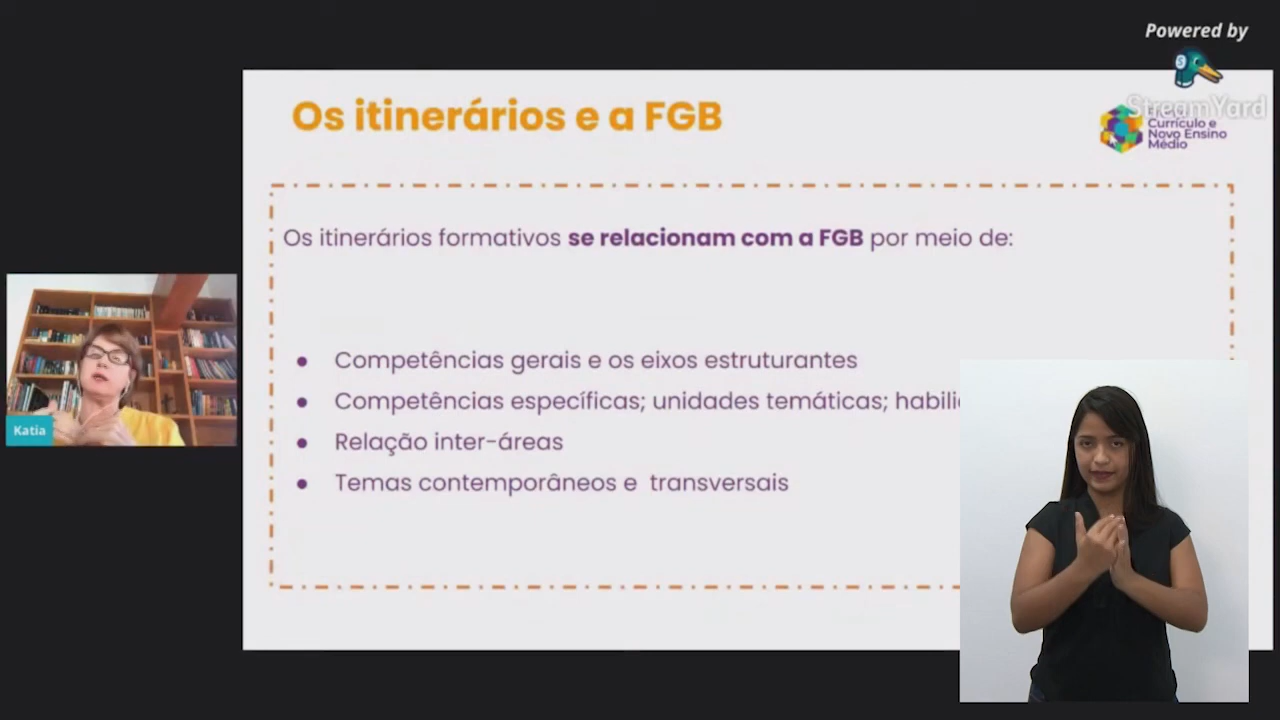 Powered by
StreamYard
Os itinerários e a FGB
Currículo e
Novo Ensino
Médio
Os itinerários formativos se relacionam com a FGB por meio de:
● Competências gerais e os eixos estruturantes
● Competências específicas; unidades temáticas;
● Relação inter-áreas
● Temas contemporâneos e transversais
Katia